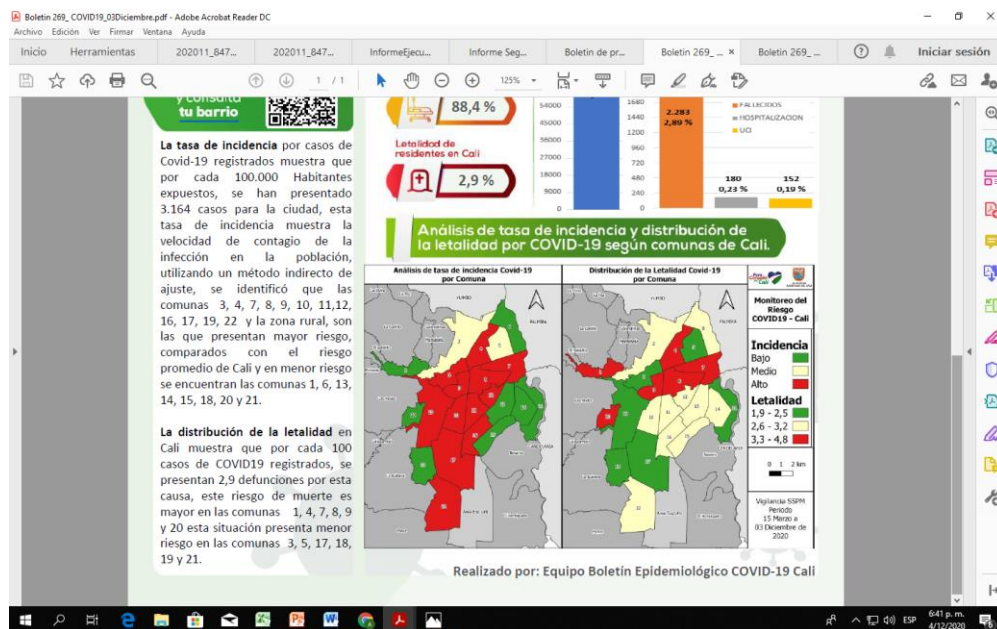 Boletin 269_ COVID19_03Diciembre.pdf - Adobe Acrobat Reader DC
Archivo Edición Ver Firmar Ventana Ayuda
Inicio Herramientas 202011_847... 202011_847... InformeEjecu... Informe Seg... Boletin de pr... Boletin 269_ ... × Boletin 269_ ... Iniciar sesión
1 / 1 125%
y consulta
tu barrio
La tasa de incidencia por casos de
Covid-19 registrados muestra que
por cada 100.000 Habitantes
expuestos, se han presentado
3.164 casos para la ciudad, esta
tasa de incidencia muestra la
velocidad de contagio de la
infección en la población,
utilizando un método indirecto de
ajuste, se identificó que las
comunas 3, 4, 7, 8, 9, 10, 11,12,
16, 17, 19, 22 y la zona rural, son
las que presentan mayor riesgo,
comparados con el riesgo
promedio de Cali y en menor riesgo
se encuentran las comunas 1, 6, 13,
14, 15, 18, 20 y 21.
La distribución de la letalidad en
Cali muestra que por cada 100
casos de COVID19 registrados, se
presentan 2,9 defunciones por esta
causa, este riesgo de muerte es
mayor en las comunas 1, 4, 7, 8, 9
y 20 esta situación presenta menor
riesgo en las comunas 3, 5, 17, 18,
19 y 21.
88,4 %
Letalidad de
residentes en Cali
2,9 %
54000
45000
36000
27000
18000
9000
0
1680
1440
1200
960
720
480
240
0
2.283
2,89 %
180
0,23 %
152
0,19 %
FALLECIDOS
HOSPITALIZACION
UCI
Análisis de tasa de incidencia y distribución de
la letalidad por COVID-19 según comunas de Cali.
Análisis de tasa de incidencia Covid-19
por Comuna
Distribución de la Letalidad Covid-19
por Comuna
Monitoreo del
Riesgo
COVID19 - Cali
Incidencia
Bajo
Medio
Alto
Letalidad
1,9 - 2,5
2,6 - 3,2
3,3 - 4,8
0 1 2 km
Vigilancia SSPM
Periodo
15 Marzo a
03 Diciembre de
2020
Realizado por: Equipo Boletín Epidemiológico COVID-19 Cali
ESP
6:41 p. m.
4/12/2020